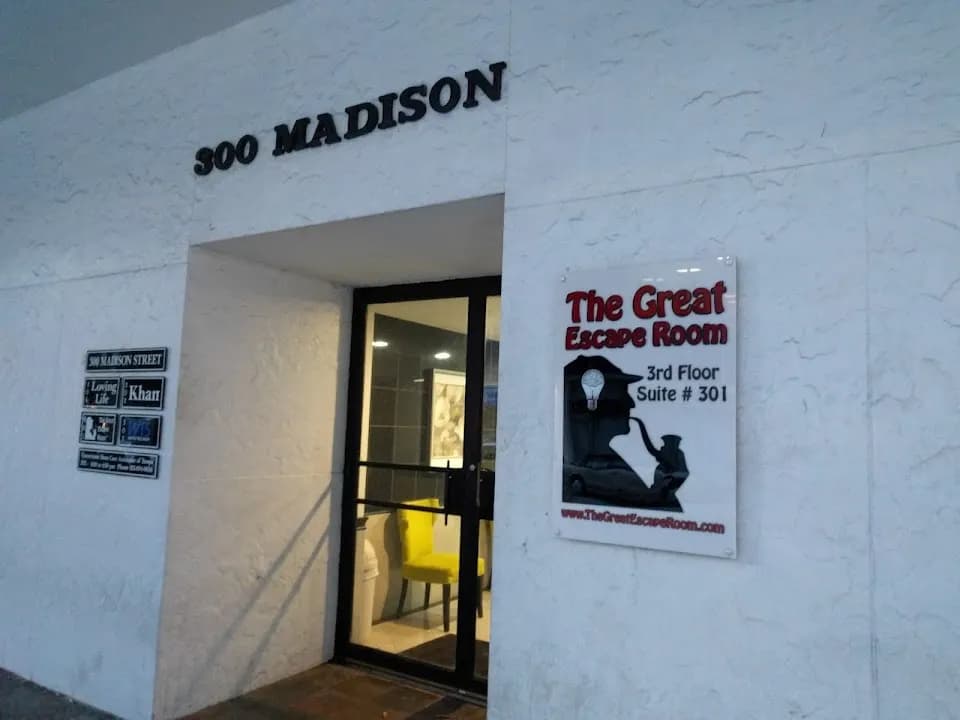 300 MADISON
300 MADISON STREET
Loving
Life
Khan
The Great
Escape Room
3rd Floor
Suite # 301
www.TheGreatEscapeRoom.com